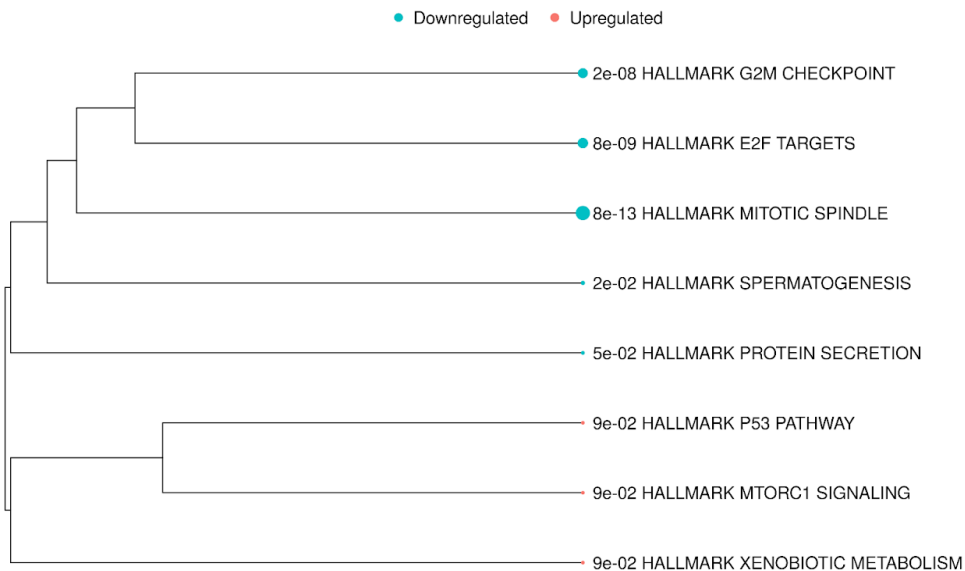 Downregulated Upregulated
2e-08 HALLMARK G2M CHECKPOINT
8e-09 HALLMARK E2F TARGETS
8e-13 HALLMARK MITOTIC SPINDLE
2e-02 HALLMARK SPERMATOGENESIS
5e-02 HALLMARK PROTEIN SECRETION
9e-02 HALLMARK P53 PATHWAY
9e-02 HALLMARK MTORC1 SIGNALING
9e-02 HALLMARK XENOBIOTIC METABOLISM